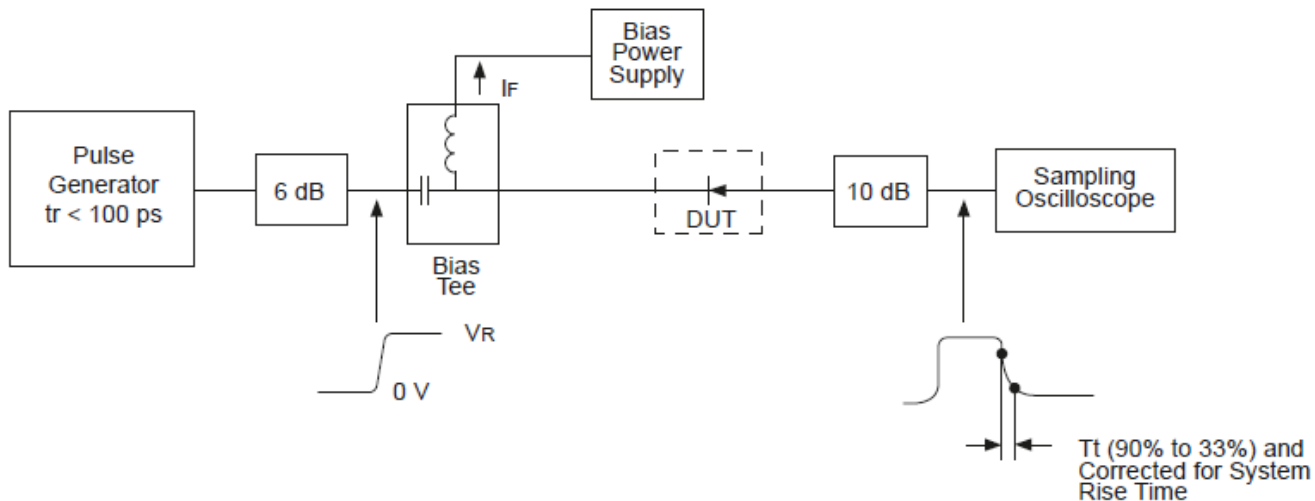 Bias
Power
Supply
IF
Pulse
Generator
tr < 100 ps
6 dB
DUT
10 dB
Sampling
Oscilloscope
Bias
Tee
VR
0 V
Tt (90% to 33%) and
Corrected for System
Rise Time